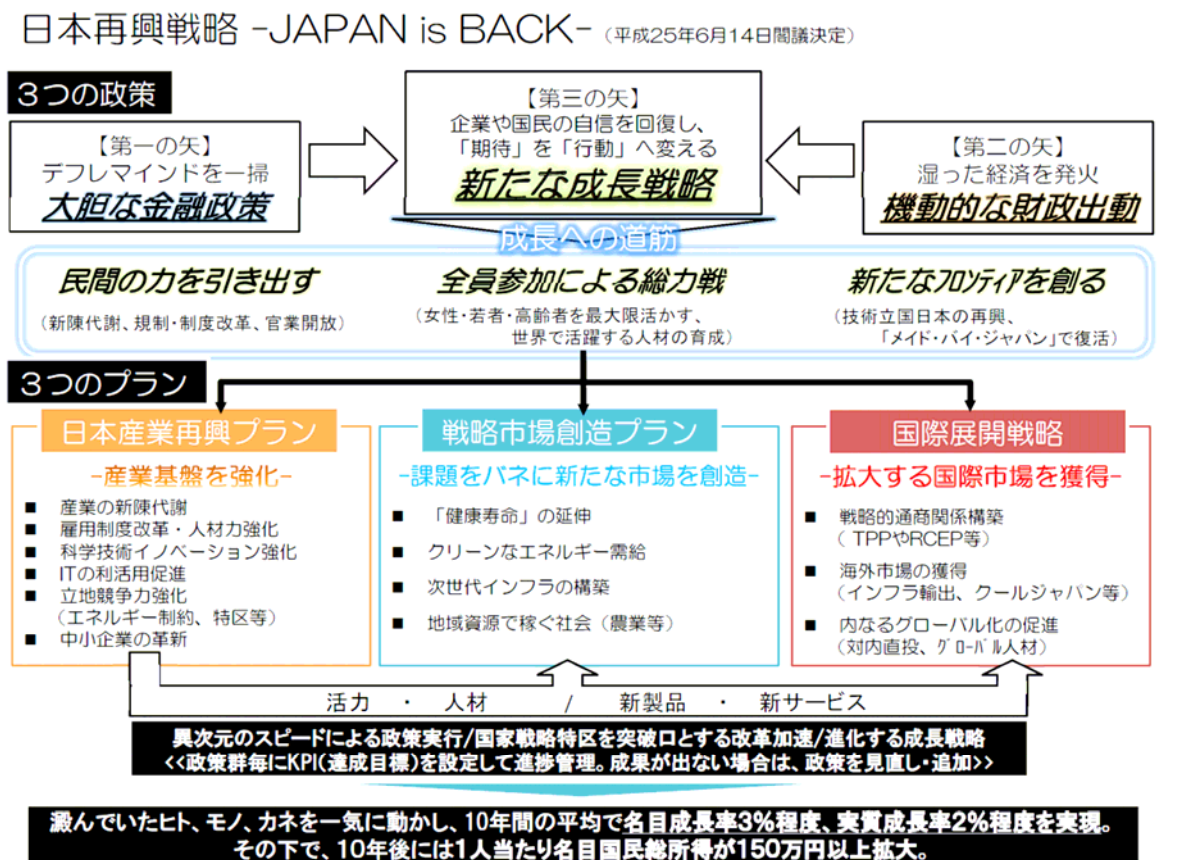 日本再興戦略 -JAPAN is BACK- (平成25年6月14日閣議決定)
3つの政策
【第一の矢】
デフレマインドを一掃
大胆な金融政策
【第三の矢】
企業や国民の自信を回復し、
「期待」を「行動」へ変える
新たな成長戦略
【第二の矢】
湿った経済を発火
機動的な財政出動
成長への道筋
民間の力を引き出す
(新陳代謝、規制・制度改革、官業開放)
全員参加による総力戦
(女性・若者・高齢者を最大限活かす、
世界で活躍する人材の育成)
新たなフロンティアを創る
(技術立国日本の再興、
「メイド・バイ・ジャパン」で復活)
3つのプラン
日本産業再興プラン
-産業基盤を強化-
■ 産業の新陳代謝
■ 雇用制度改革・人材力強化
■ 科学技術イノベーション強化
■ ITの利活用促進
■ 立地競争力強化
(エネルギー制約、特区等)
■ 中小企業の革新
戦略市場創造プラン
-課題をバネに新たな市場を創造-
■ 「健康寿命」の延伸
■ クリーンなエネルギー需給
■ 次世代インフラの構築
■ 地域資源で稼ぐ社会(農業等)
国際展開戦略
-拡大する国際市場を獲得-
■ 戦略的通商関係構築
( TPPやRCEP等)
■ 海外市場の獲得
(インフラ輸出、クールジャパン等)
■ 内なるグローバル化の促進
(対内直投、グローバル人材)
活力 ・ 人材 / 新製品 ・ 新サービス
異次元のスピードによる政策実行/国家戦略特区を突破口とする改革加速/進化する成長戦略
<<政策群毎にKPI(達成目標)を設定して進捗管理。成果が出ない場合は、政策を見直し・追加>>
澱んでいたヒト、モノ、カネを一気に動かし、10年間の平均で名目成長率3%程度、実質成長率2%程度を実現。
その下で、10年後には1人当たり名目国民総所得が150万円以上拡大。